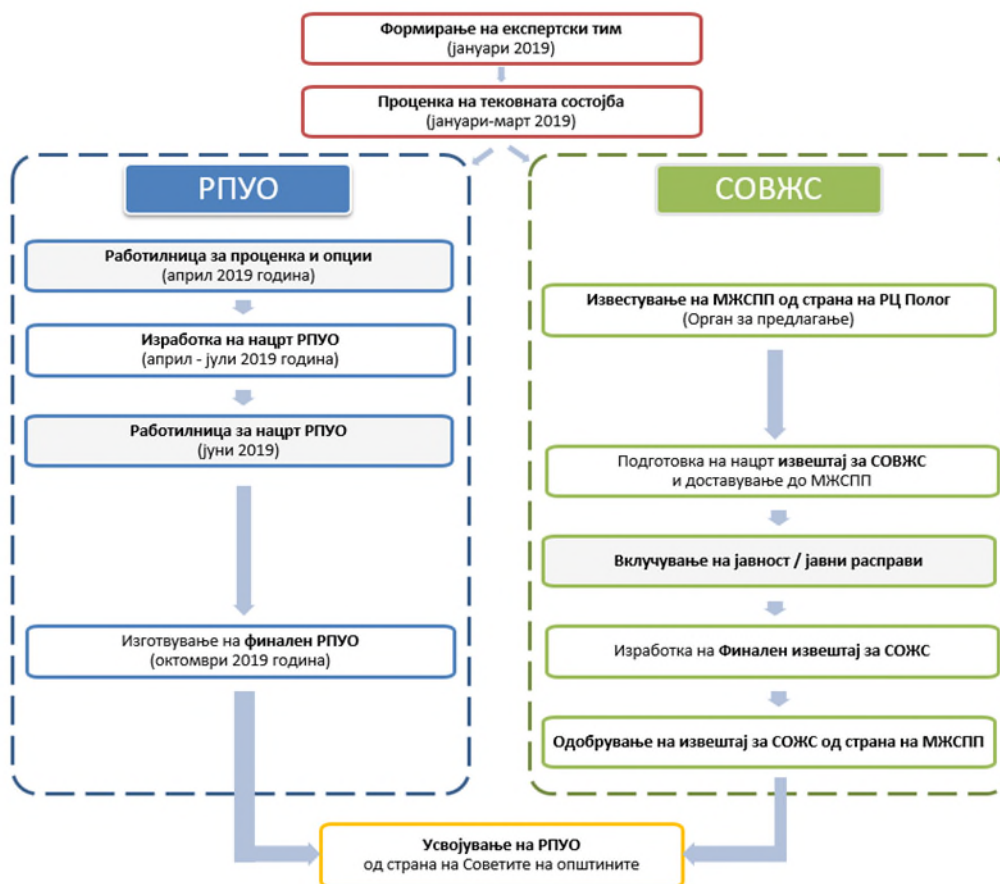 Формирање на експертски тим
(јануари 2019)
Проценка на тековната состојба
(јануари-март 2019)
РПУО
Работилница за проценка и опции
(април 2019 година)
Изработка на нацрт РПУО
(април - јули 2019 година)
Работилница за нацрт РПУО
(јуни 2019)
Изготвување на финален РПУО
(октомври 2019 година)
СОВЖС
Известување на МЖСПП од страна на РЦ Полог
(Орган за предлагање)
Подготовка на нацрт извештај за СОВЖС
и доставување до МЖСПП
Вклучување на јавност / јавни расправи
Изработка на Финален извештај за СОЖС
Одобрување на извештај за СОЖС од страна на МЖСПП
Усвојување на РПУО
од страна на Советите на општините